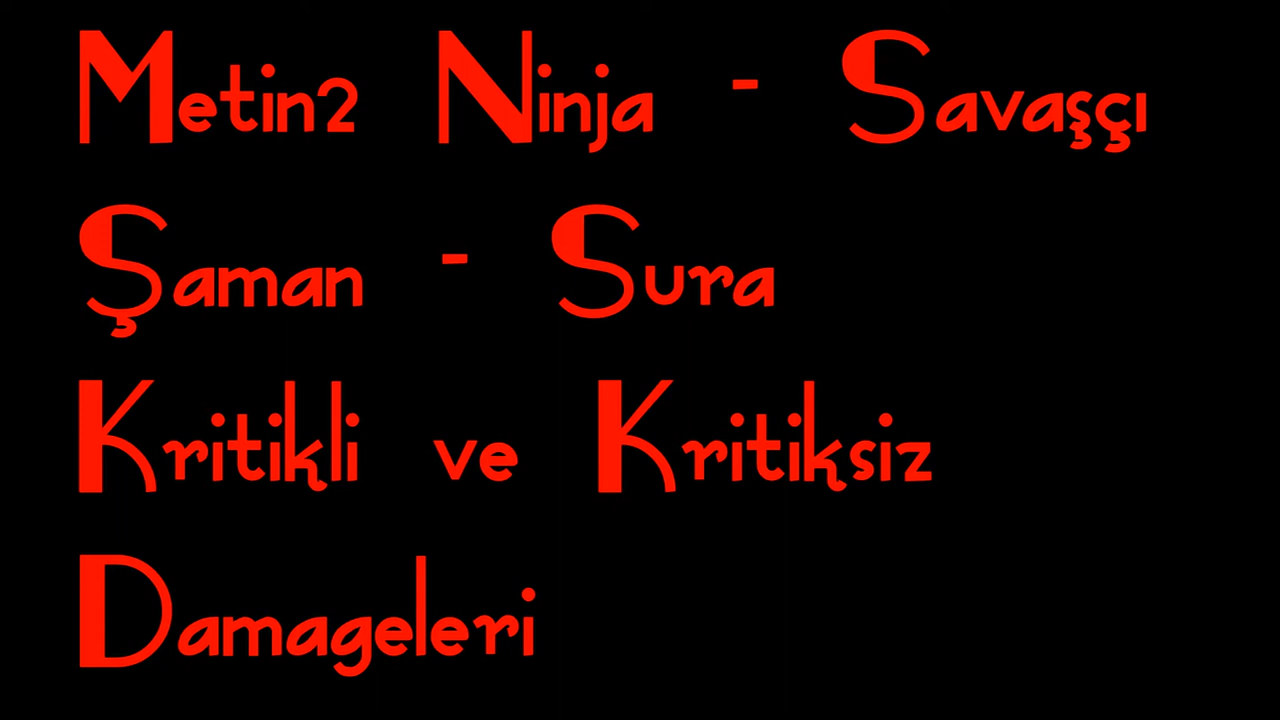 Metin2 Ninja - Savaşçı
Şaman - Sura
Kritikli ve Kritiksiz
Damageleri